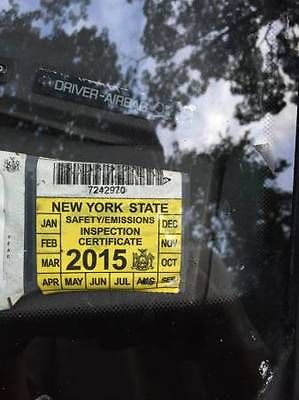 DRIVER-AIRBAG
7242970
NEW YORK STATE
JAN SAFETY/EMISSIONS DEC
FEB INSPECTION CERTIFICATE NOV
MAR 2015 OCT
APR MAY JUN JUL AUG SEP